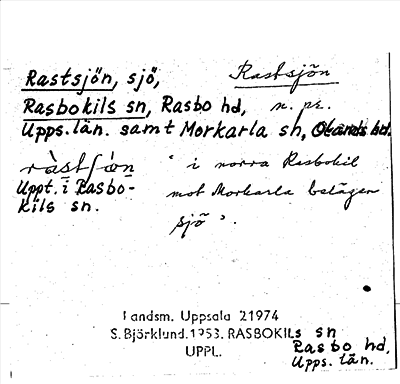 Rastsjön, sjö, Rastsjön
Rasbokils sn, Rasbo hd, n. pr.
Upps. län. samt Morkarla sn, Olands hd.
ràstʃön ' i norra Rasbokil
Uppt. i Rasbo- mot Morkarla belägen
kils sn. sjö '.
Landsm. Uppsala 21974
S. Björklund. 1953. RASBOKILs sn
UPPL. Rasbo hd,
Upps. län.